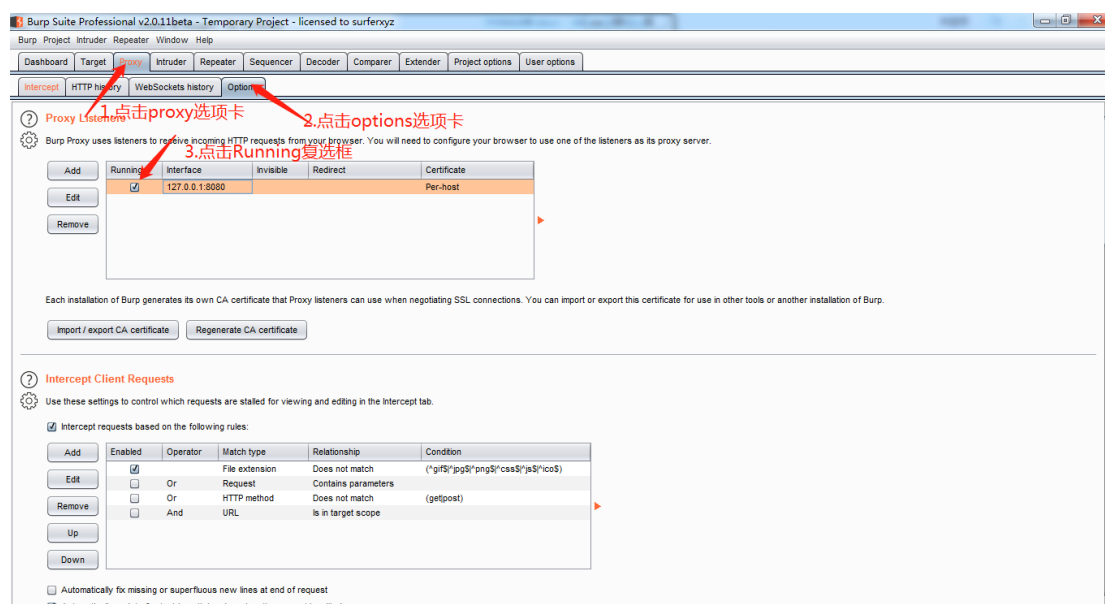 Burp Suite Professional v2.0.11beta - Temporary Project - licensed to surferxyz
Burp Project Intruder Repeater Window Help
Dashboard Target Proxy Intruder Repeater Sequencer Decoder Comparer Extender Project options User options
Intercept HTTP history WebSockets history Options
1.点击proxy选项卡
2.点击options选项卡
Proxy Listeners
Burp Proxy uses listeners to receive incoming HTTP requests from your browser. You will need to configure your browser to use one of the listeners as its proxy server.
3.点击Running复选框
Add Running Interface Invisible Redirect Certificate
127.0.0.1:8080 Per-host
Edit
Remove
Each installation of Burp generates its own CA certificate that Proxy listeners can use when negotiating SSL connections. You can import or export this certificate for use in other tools or another installation of Burp.
Import / export CA certificate Regenerate CA certificate
Intercept Client Requests
Use these settings to control which requests are stalled for viewing and editing in the Intercept tab.
Intercept requests based on the following rules:
Add Enabled Operator Match type Relationship Condition
File extension Does not match (^gif$|^jpg$|^png$|^css$|^js$|^ico$)
Edit Or Request Contains parameters
Or HTTP method Does not match (get|post)
Remove And URL Is in target scope
Up
Down
Automatically fix missing or superfluous new lines at end of request